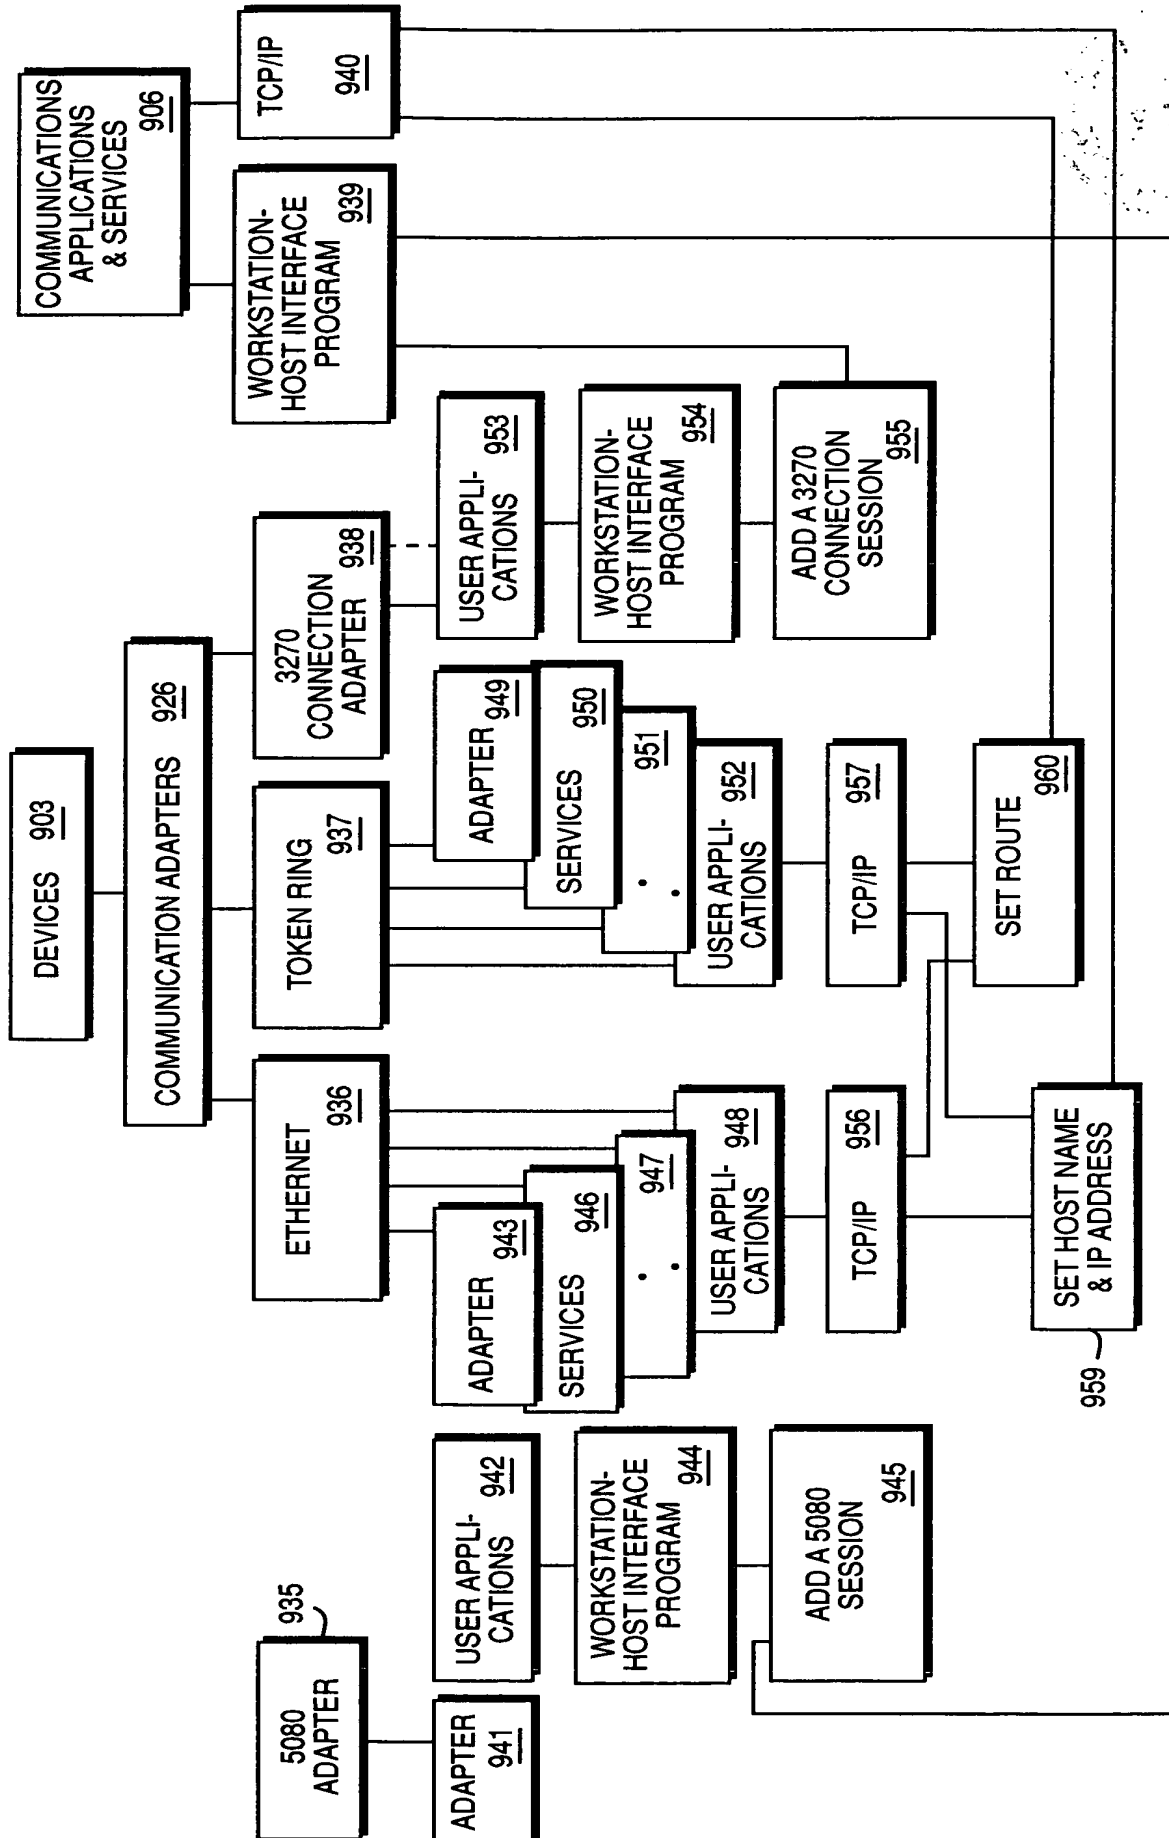 DEVICES 903
COMMUNICATIONS
APPLICATIONS
& SERVICES
906
COMMUNICATION ADAPTERS 926
5080
ADAPTER
935
ETHERNET
936
TOKEN RING
937
3270
CONNECTION
ADAPTER
938
WORKSTATION-
HOST INTERFACE
PROGRAM
939
TCP/IP
940
ADAPTER
941
USER APPLI-
CATIONS
942
ADAPTER
943
SERVICES
946
947
USER APPLI-
CATIONS
948
ADAPTER
949
SERVICES
950
951
USER APPLI-
CATIONS
952
USER APPLI-
CATIONS
953
WORKSTATION-
HOST INTERFACE
PROGRAM
944
WORKSTATION-
HOST INTERFACE
PROGRAM
954
ADD A 5080
SESSION
945
TCP/IP
956
TCP/IP
957
ADD A 3270
CONNECTION
SESSION
955
SET ROUTE
960
SET HOST NAME
& IP ADDRESS
959